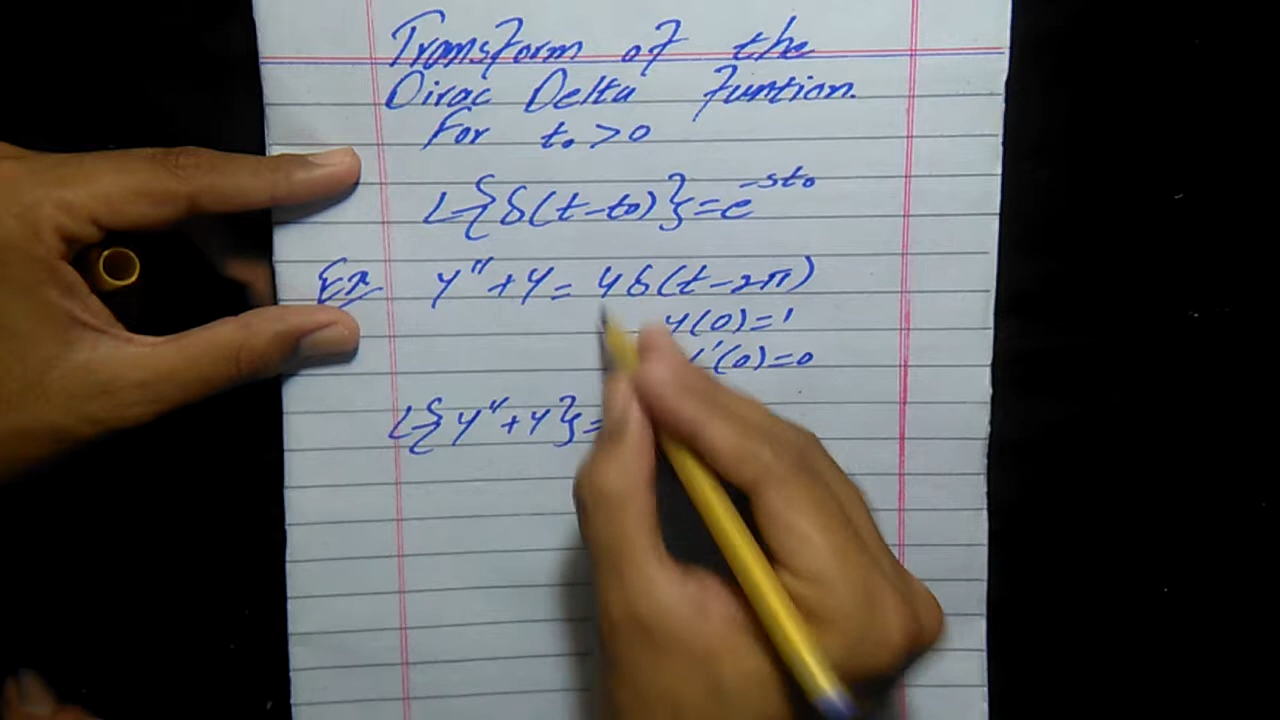 Transform of the
Dirac Delta Funtion.
For t₀ > 0
L{δ(t-t₀)} = e^-st₀
Ex y" + y = 4δ(t-2π)
y(0) = 1
y'(0) = 0
L{y" + y} =